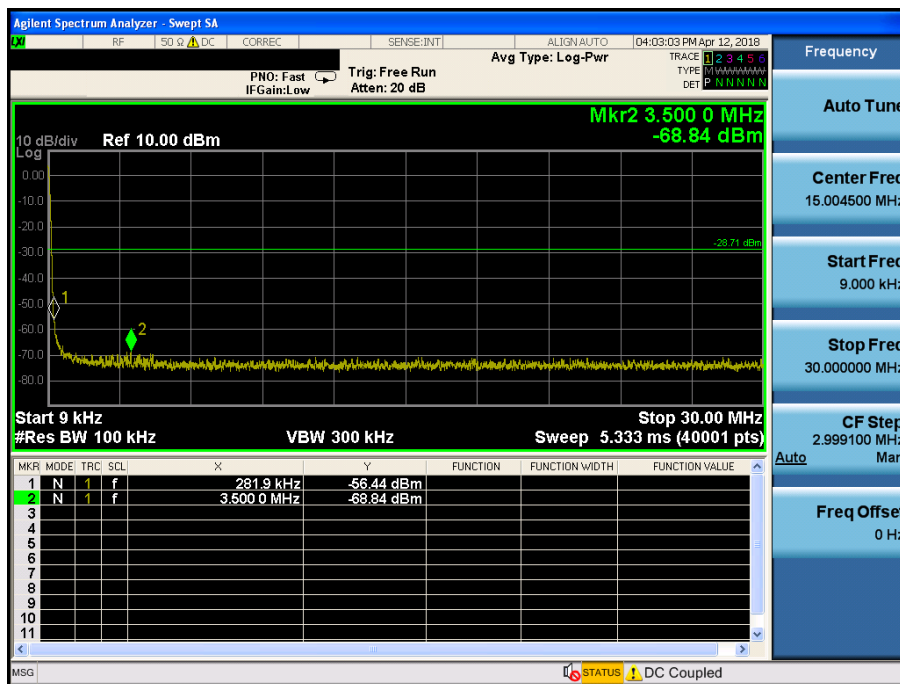 Agilent Spectrum Analyzer - Swept SA
LXI RF 50 Ω DC CORREC SENSE:INT ALIGNAUTO 04:03:03 PM Apr 12, 2018
Frequency
Avg Type: Log-Pwr
TRACE 1 2 3 4 5 6
PNO: Fast Trig: Free Run
TYPE M WWWWW
IFGain:Low Atten: 20 dB
DET P N N N N N
Auto Tune
Mkr2 3.500 0 MHz
10 dB/div Ref 10.00 dBm -68.84 dBm
Log
0.00
-10.0
-20.0
-28.71 dBm
-30.0
-40.0
-50.0
1
-60.0
2
-70.0
-80.0
Center Freq
15.004500 MHz
Start Freq
9.000 kHz
Stop Freq
30.000000 MHz
Start 9 kHz Stop 30.00 MHz
#Res BW 100 kHz VBW 300 kHz Sweep 5.333 ms (40001 pts)
CF Step
2.999100 MHz
Auto Man
MKR MODE TRC SCL X Y FUNCTION FUNCTION WIDTH FUNCTION VALUE
1 N 1 f 281.9 kHz -56.44 dBm
2 N 1 f 3.500 0 MHz -68.84 dBm
3
4
5
6
7
8
9
10
11
Freq Offset
0 Hz
MSG STATUS DC Coupled